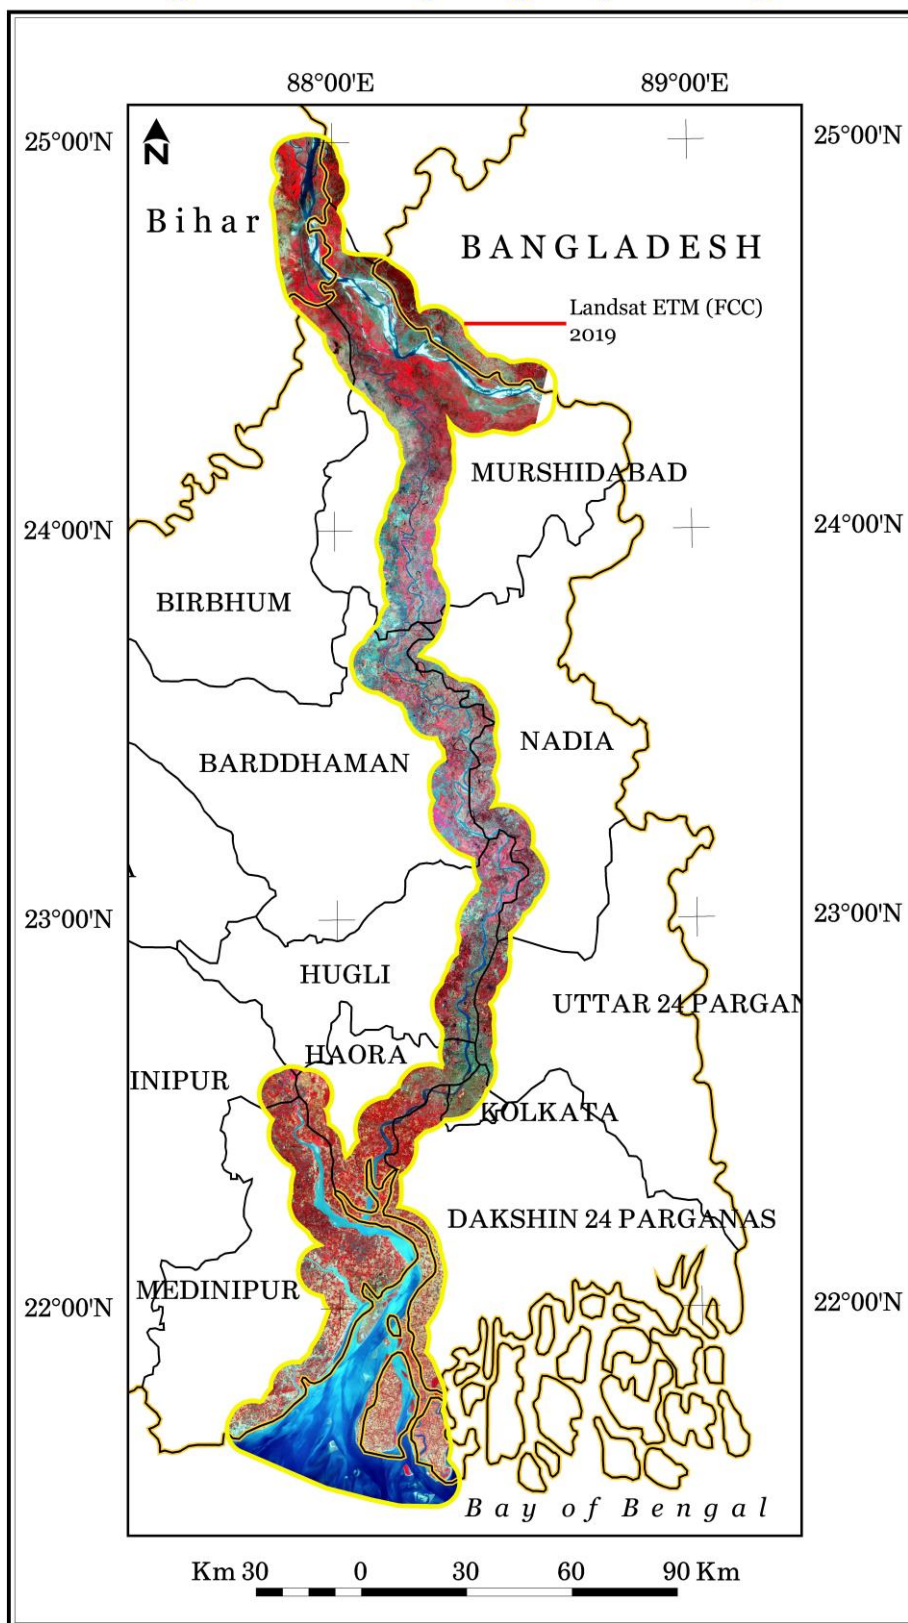 88°00'E 89°00'E
25°00'N 25°00'N
N
Bihar
BANGLADESH
Landsat ETM (FCC)
2019
MURSHIDABAD
24°00'N 24°00'N
BIRBHUM
NADIA
BARDDHAMAN
23°00'N 23°00'N
HUGLI
UTTAR 24 PARGAN
HAORA
INIPUR
KOLKATA
DAKSHIN 24 PARGANAS
MEDINIPUR
22°00'N 22°00'N
Bay of Bengal
Km 30 0 30 60 90 Km